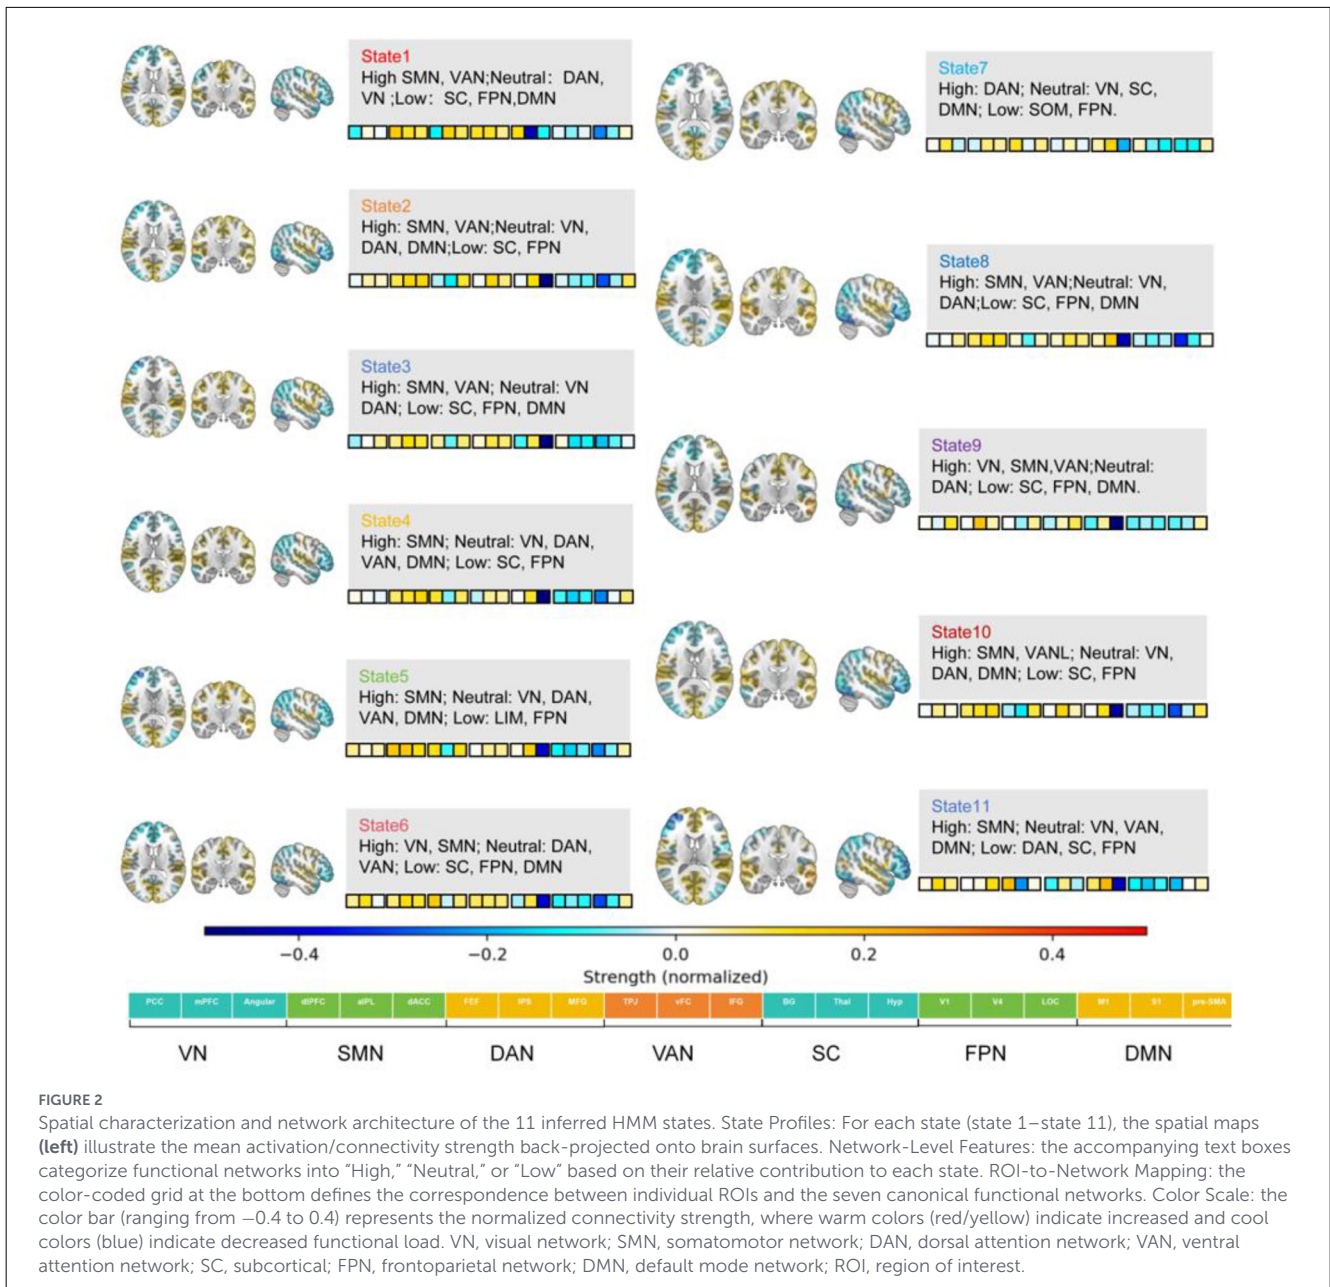 State1
High SMN, VAN;Neutral: DAN,
VN ;Low: SC, FPN,DMN
State2
High: SMN, VAN;Neutral: VN,
DAN, DMN;Low: SC, FPN
State3
High: SMN, VAN; Neutral: VN
DAN; Low: SC, FPN, DMN
State4
High: SMN; Neutral: VN, DAN,
VAN, DMN; Low: SC, FPN
State5
High: SMN; Neutral: VN, DAN,
VAN, DMN; Low: LIM, FPN
State6
High: VN, SMN; Neutral: DAN,
VAN; Low: SC, FPN, DMN
State7
High: DAN; Neutral: VN, SC,
DMN; Low: SOM, FPN.
State8
High: SMN, VAN;Neutral: VN,
DAN;Low: SC, FPN, DMN
State9
High: VN, SMN,VAN;Neutral:
DAN; Low: SC, FPN, DMN.
State10
High: SMN, VANL; Neutral: VN,
DAN, DMN; Low: SC, FPN
State11
High: SMN; Neutral: VN, VAN,
DMN; Low: DAN, SC, FPN
−0.4 −0.2 0.0 0.2 0.4
Strength (normalized)
PCC mPFC Angular dlPFC aIPL dACC FEF IPS MFG TPJ vFC IFG BG Thal Hyp V1 V4 LOC M1 S1 pre-SMA
VN SMN DAN VAN SC FPN DMN
FIGURE 2
Spatial characterization and network architecture of the 11 inferred HMM states. State Profiles: For each state (state 1–state 11), the spatial maps
(left) illustrate the mean activation/connectivity strength back-projected onto brain surfaces. Network-Level Features: the accompanying text boxes
categorize functional networks into "High," "Neutral," or "Low" based on their relative contribution to each state. ROI-to-Network Mapping: the
color-coded grid at the bottom defines the correspondence between individual ROIs and the seven canonical functional networks. Color Scale: the
color bar (ranging from −0.4 to 0.4) represents the normalized connectivity strength, where warm colors (red/yellow) indicate increased and cool
colors (blue) indicate decreased functional load. VN, visual network; SMN, somatomotor network; DAN, dorsal attention network; VAN, ventral
attention network; SC, subcortical; FPN, frontoparietal network; DMN, default mode network; ROI, region of interest.